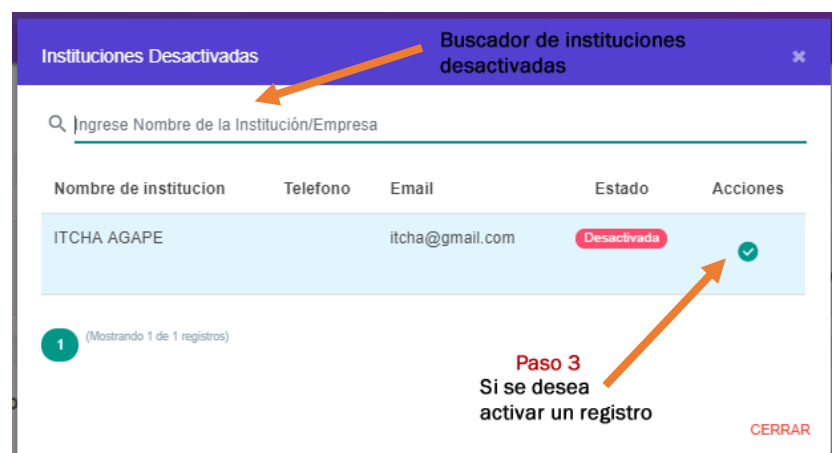 Instituciones Desactivadas
Buscador de instituciones
desactivadas
Ingrese Nombre de la Institución/Empresa
Nombre de institucion Telefono Email Estado Acciones
ITCHA AGAPE itcha@gmail.com Desactivada
1 (Mostrando 1 de 1 registros)
Paso 3
Si se desea
activar un registro
CERRAR